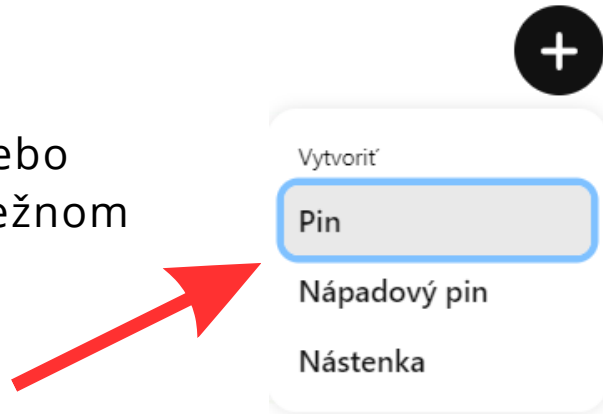 ebo
ežnom
Vytvoriť
Pin
Nápadový pin
Nástenka